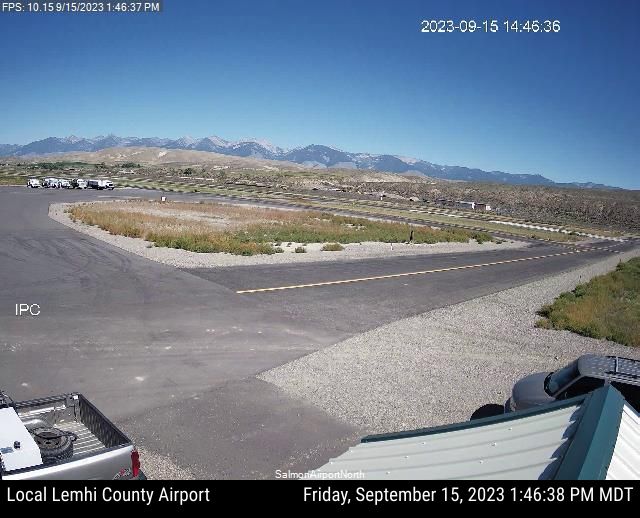 FPS: 10.15 9/15/2023 1:46:37 PM
2023-09-15 14:46:36
IPC
SalmonAirportNorth
Local Lemhi County Airport
Friday, September 15, 2023 1:46:38 PM MDT